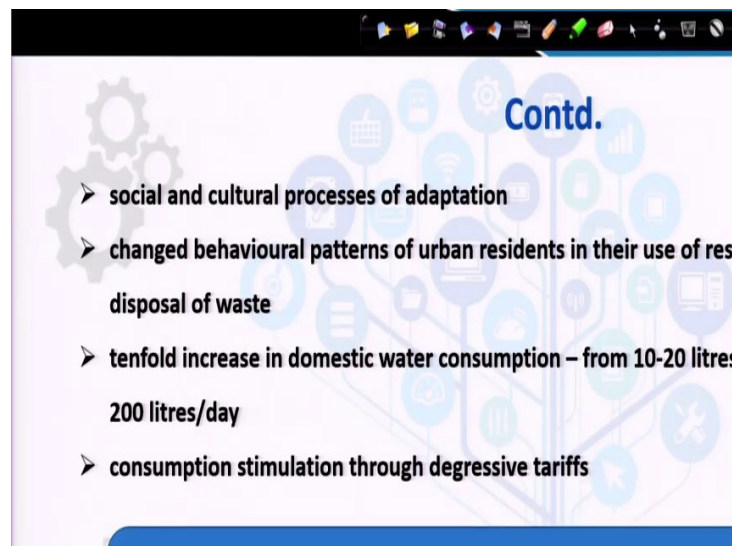 Contd.
➤ social and cultural processes of adaptation
➤ changed behavioural patterns of urban residents in their use of res
disposal of waste
➤ tenfold increase in domestic water consumption – from 10-20 litres
200 litres/day
➤ consumption stimulation through degressive tariffs